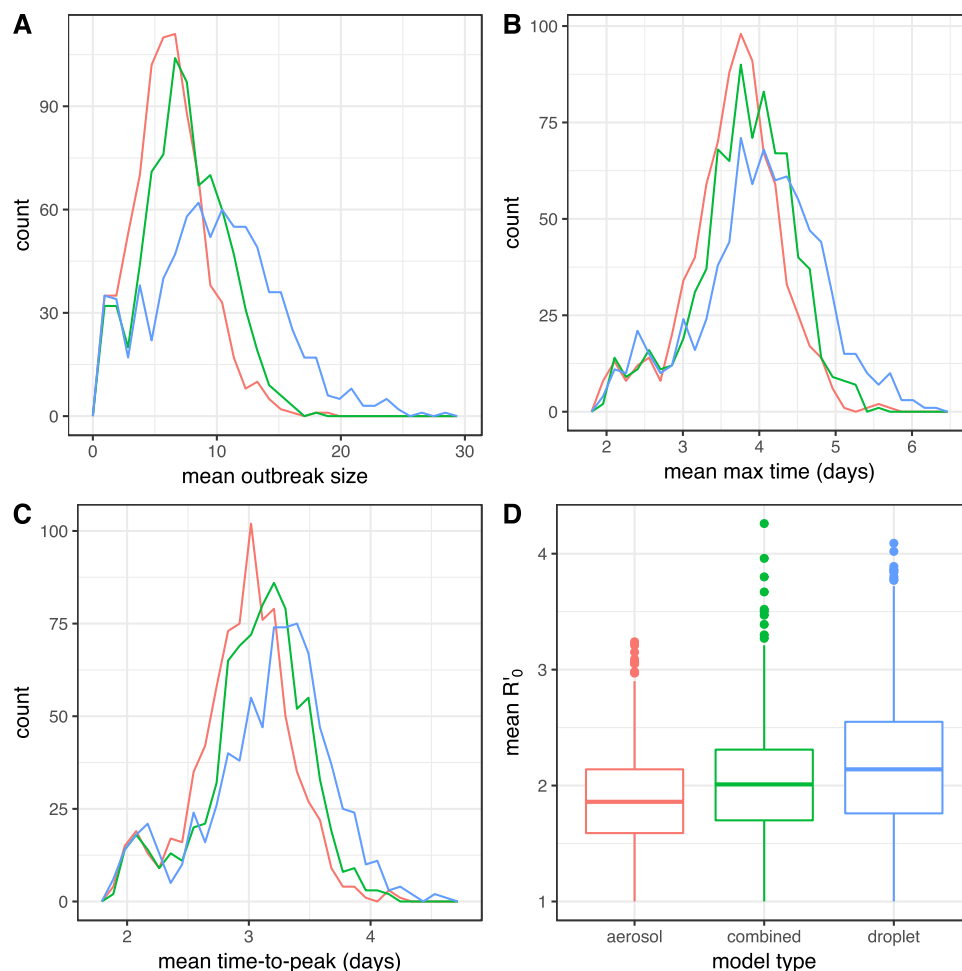 A
count
90
60
30
0
0 10 20 30
mean outbreak size
B
count
100
75
50
25
0
2 3 4 5 6
mean max time (days)
C
count
100
75
50
25
0
2 3 4
mean time-to-peak (days)
D
mean R'0
4
3
2
1
aerosol combined droplet
model type